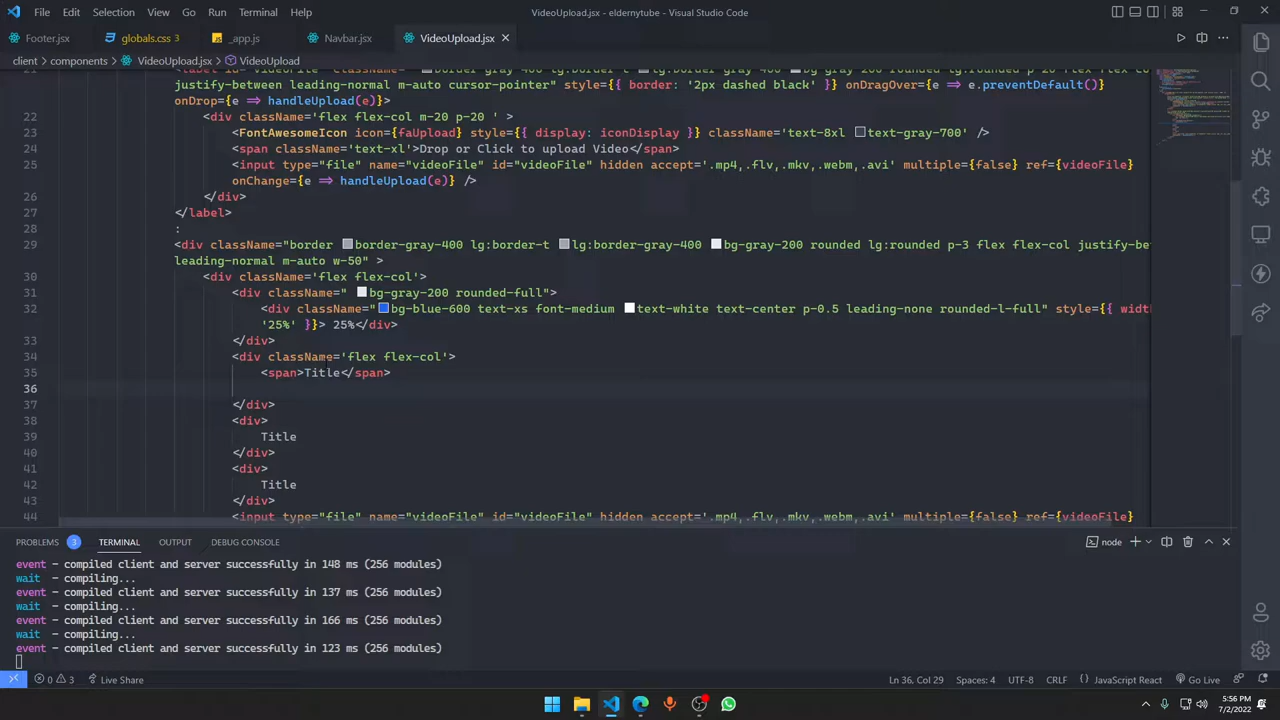 File Edit Selection View Go Run Terminal Help
VideoUpload.jsx - eldernytube - Visual Studio Code
Footer.jsx globals.css 3 _app.js Navbar.jsx VideoUpload.jsx
client > components > VideoUpload.jsx > VideoUpload
justify-between leading-normal m-auto cursor-pointer" style={{ border: '2px dashed black' }} onDragOver={e => e.preventDefault()}
onDrop={e => handleUpload(e)}>
22 <div className='flex flex-col m-20 p-20 ' >
23 <FontAwesomeIcon icon={faUpload} style={{ display: iconDisplay }} className='text-8xl text-gray-700' />
24 <span className='text-xl'>Drop or Click to upload Video</span>
25 <input type="file" name="videoFile" id="videoFile" hidden accept='.mp4,.flv,.mkv,.webm,.avi' multiple={false} ref={videoFile}
onChange={e => handleUpload(e)} />
26 </div>
27 </label>
28 :
29 <div className="border border-gray-400 lg:border-t lg:border-gray-400 bg-gray-200 rounded lg:rounded p-3 flex flex-col justify-be
leading-normal m-auto w-50" >
30 <div className='flex flex-col'>
31 <div className=" bg-gray-200 rounded-full">
32 <div className="bg-blue-600 text-xs font-medium text-white text-center p-0.5 leading-none rounded-l-full" style={{ widt
'25%' }}> 25%</div>
33 </div>
34 <div className='flex flex-col'>
35 <span>Title</span>
36
37 </div>
38 <div>
39 Title
40 </div>
41 <div>
42 Title
43 </div>
44 <input type="file" name="videoFile" id="videoFile" hidden accept='.mp4,.flv,.mkv,.webm,.avi' multiple={false} ref={videoFile}
PROBLEMS 3 TERMINAL OUTPUT DEBUG CONSOLE node
event - compiled client and server successfully in 148 ms (256 modules)
wait - compiling...
event - compiled client and server successfully in 137 ms (256 modules)
wait - compiling...
event - compiled client and server successfully in 166 ms (256 modules)
wait - compiling...
event - compiled client and server successfully in 123 ms (256 modules)
0 3 Live Share Ln 36, Col 29 Spaces: 4 UTF-8 CRLF JavaScript React Go Live
5:56 PM
7/2/2022